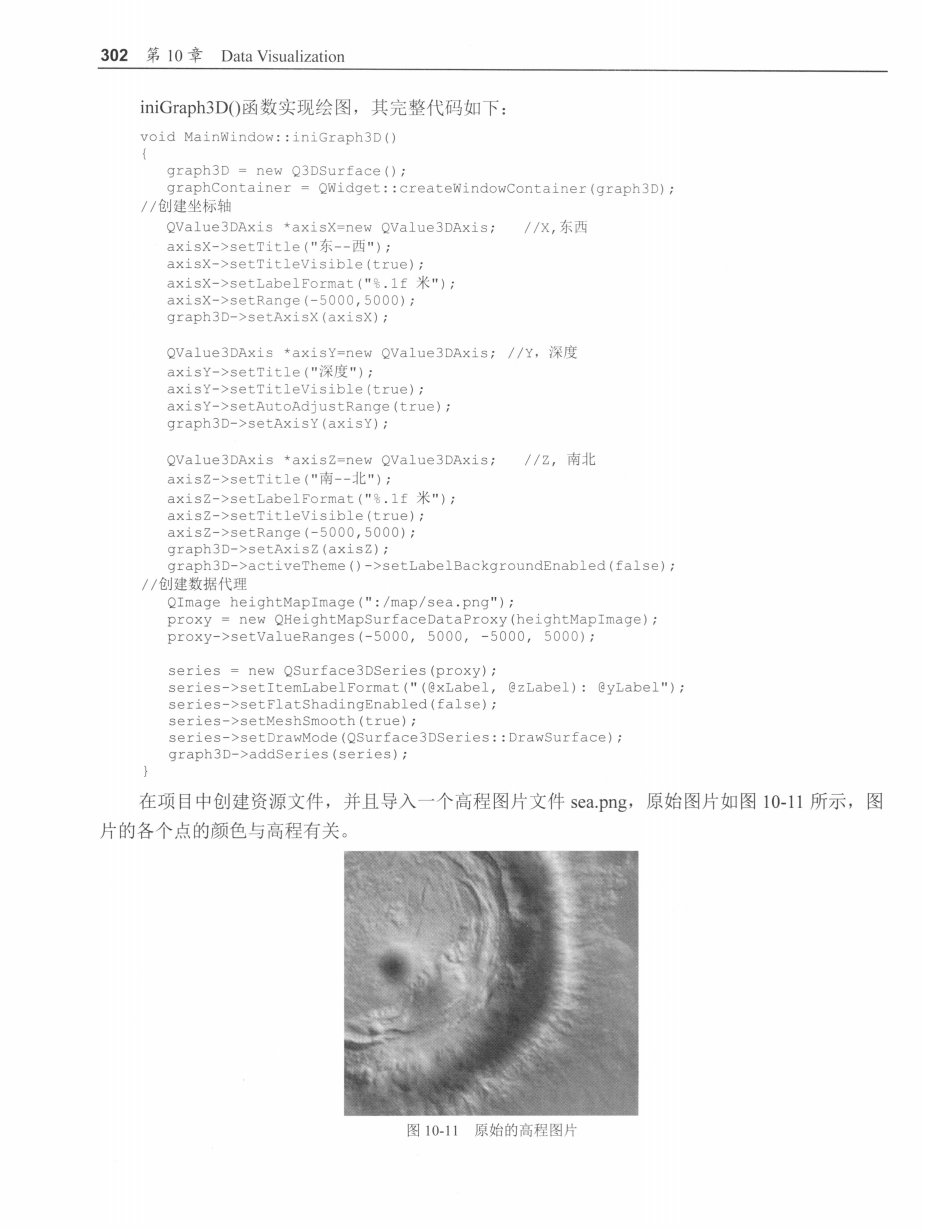 302 第 10 章 Data Visualization
iniGraph3D()函数实现绘图，其完整代码如下：
void MainWindow::iniGraph3D()
{
graph3D = new Q3DSurface();
graphContainer = QWidget::createWindowContainer(graph3D);
//创建坐标轴
QValue3DAxis *axisX=new QValue3DAxis; //X,东西
axisX->setTitle("东--西");
axisX->setTitleVisible(true);
axisX->setLabelFormat("%.1f 米");
axisX->setRange(-5000,5000);
graph3D->setAxisX(axisX);
QValue3DAxis *axisY=new QValue3DAxis; //Y，深度
axisY->setTitle("深度");
axisY->setTitleVisible(true);
axisY->setAutoAdjustRange(true);
graph3D->setAxisY(axisY);
QValue3DAxis *axisZ=new QValue3DAxis; //Z, 南北
axisZ->setTitle("南--北");
axisZ->setLabelFormat("%.1f 米");
axisZ->setTitleVisible(true);
axisZ->setRange(-5000,5000);
graph3D->setAxisZ(axisZ);
graph3D->activeTheme()->setLabelBackgroundEnabled(false);
//创建数据代理
QImage heightMapImage(":/map/sea.png");
proxy = new QHeightMapSurfaceDataProxy(heightMapImage);
proxy->setValueRanges(-5000, 5000, -5000, 5000);
series = new QSurface3DSeries(proxy);
series->setItemLabelFormat("(@xLabel, @zLabel): @yLabel");
series->setFlatShadingEnabled(false);
series->setMeshSmooth(true);
series->setDrawMode(QSurface3DSeries::DrawSurface);
graph3D->addSeries(series);
}
在项目中创建资源文件，并且导入一个高程图片文件 sea.png，原始图片如图 10-11 所示，图
片的各个点的颜色与高程有关。
图 10-11 原始的高程图片